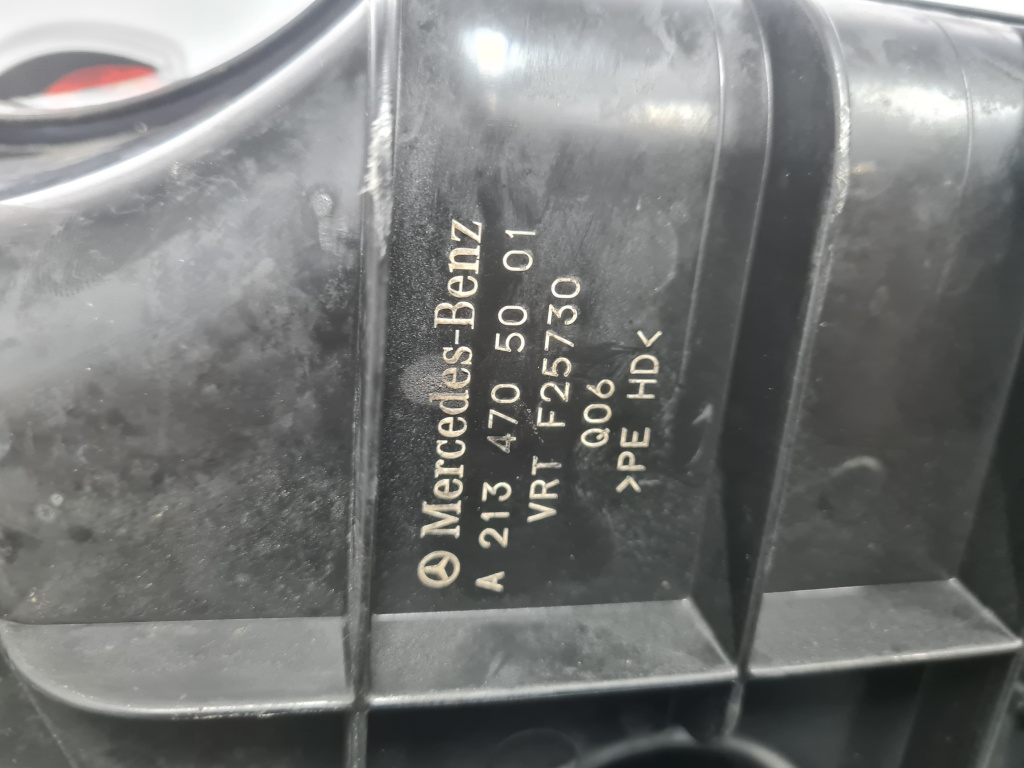 Mercedes-Benz
A 213 470 50 01
VRT F25730
Q06
>PE HD<